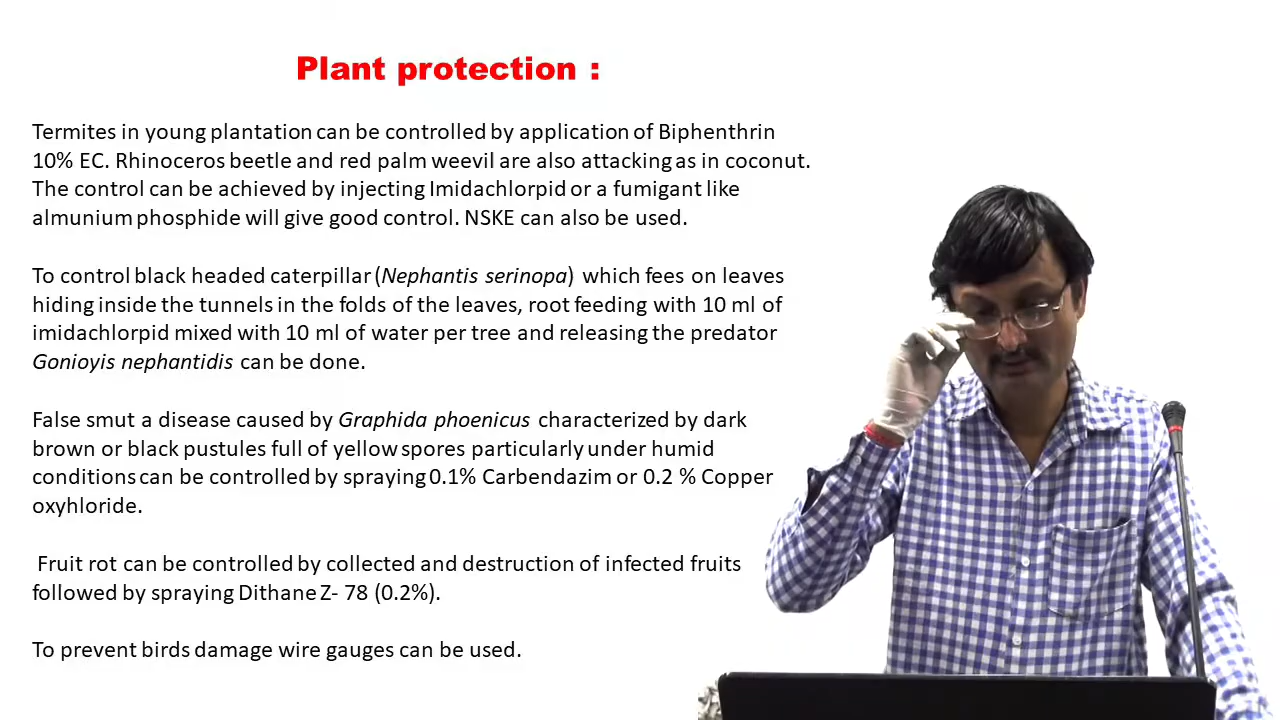 Plant protection :
Termites in young plantation can be controlled by application of Biphenthrin
10% EC. Rhinoceros beetle and red palm weevil are also attacking as in coconut.
The control can be achieved by injecting Imidachlorpid or a fumigant like
almunium phosphide will give good control. NSKE can also be used.
To control black headed caterpillar (Nephantis serinopa) which fees on leaves
hiding inside the tunnels in the folds of the leaves, root feeding with 10 ml of
imidachlorpid mixed with 10 ml of water per tree and releasing the predator
Gonioyis nephantidis can be done.
False smut a disease caused by Graphida phoenicus characterized by dark
brown or black pustules full of yellow spores particularly under humid
conditions can be controlled by spraying 0.1% Carbendazim or 0.2 % Copper
oxyhloride.
Fruit rot can be controlled by collected and destruction of infected fruits
followed by spraying Dithane Z- 78 (0.2%).
To prevent birds damage wire gauges can be used.